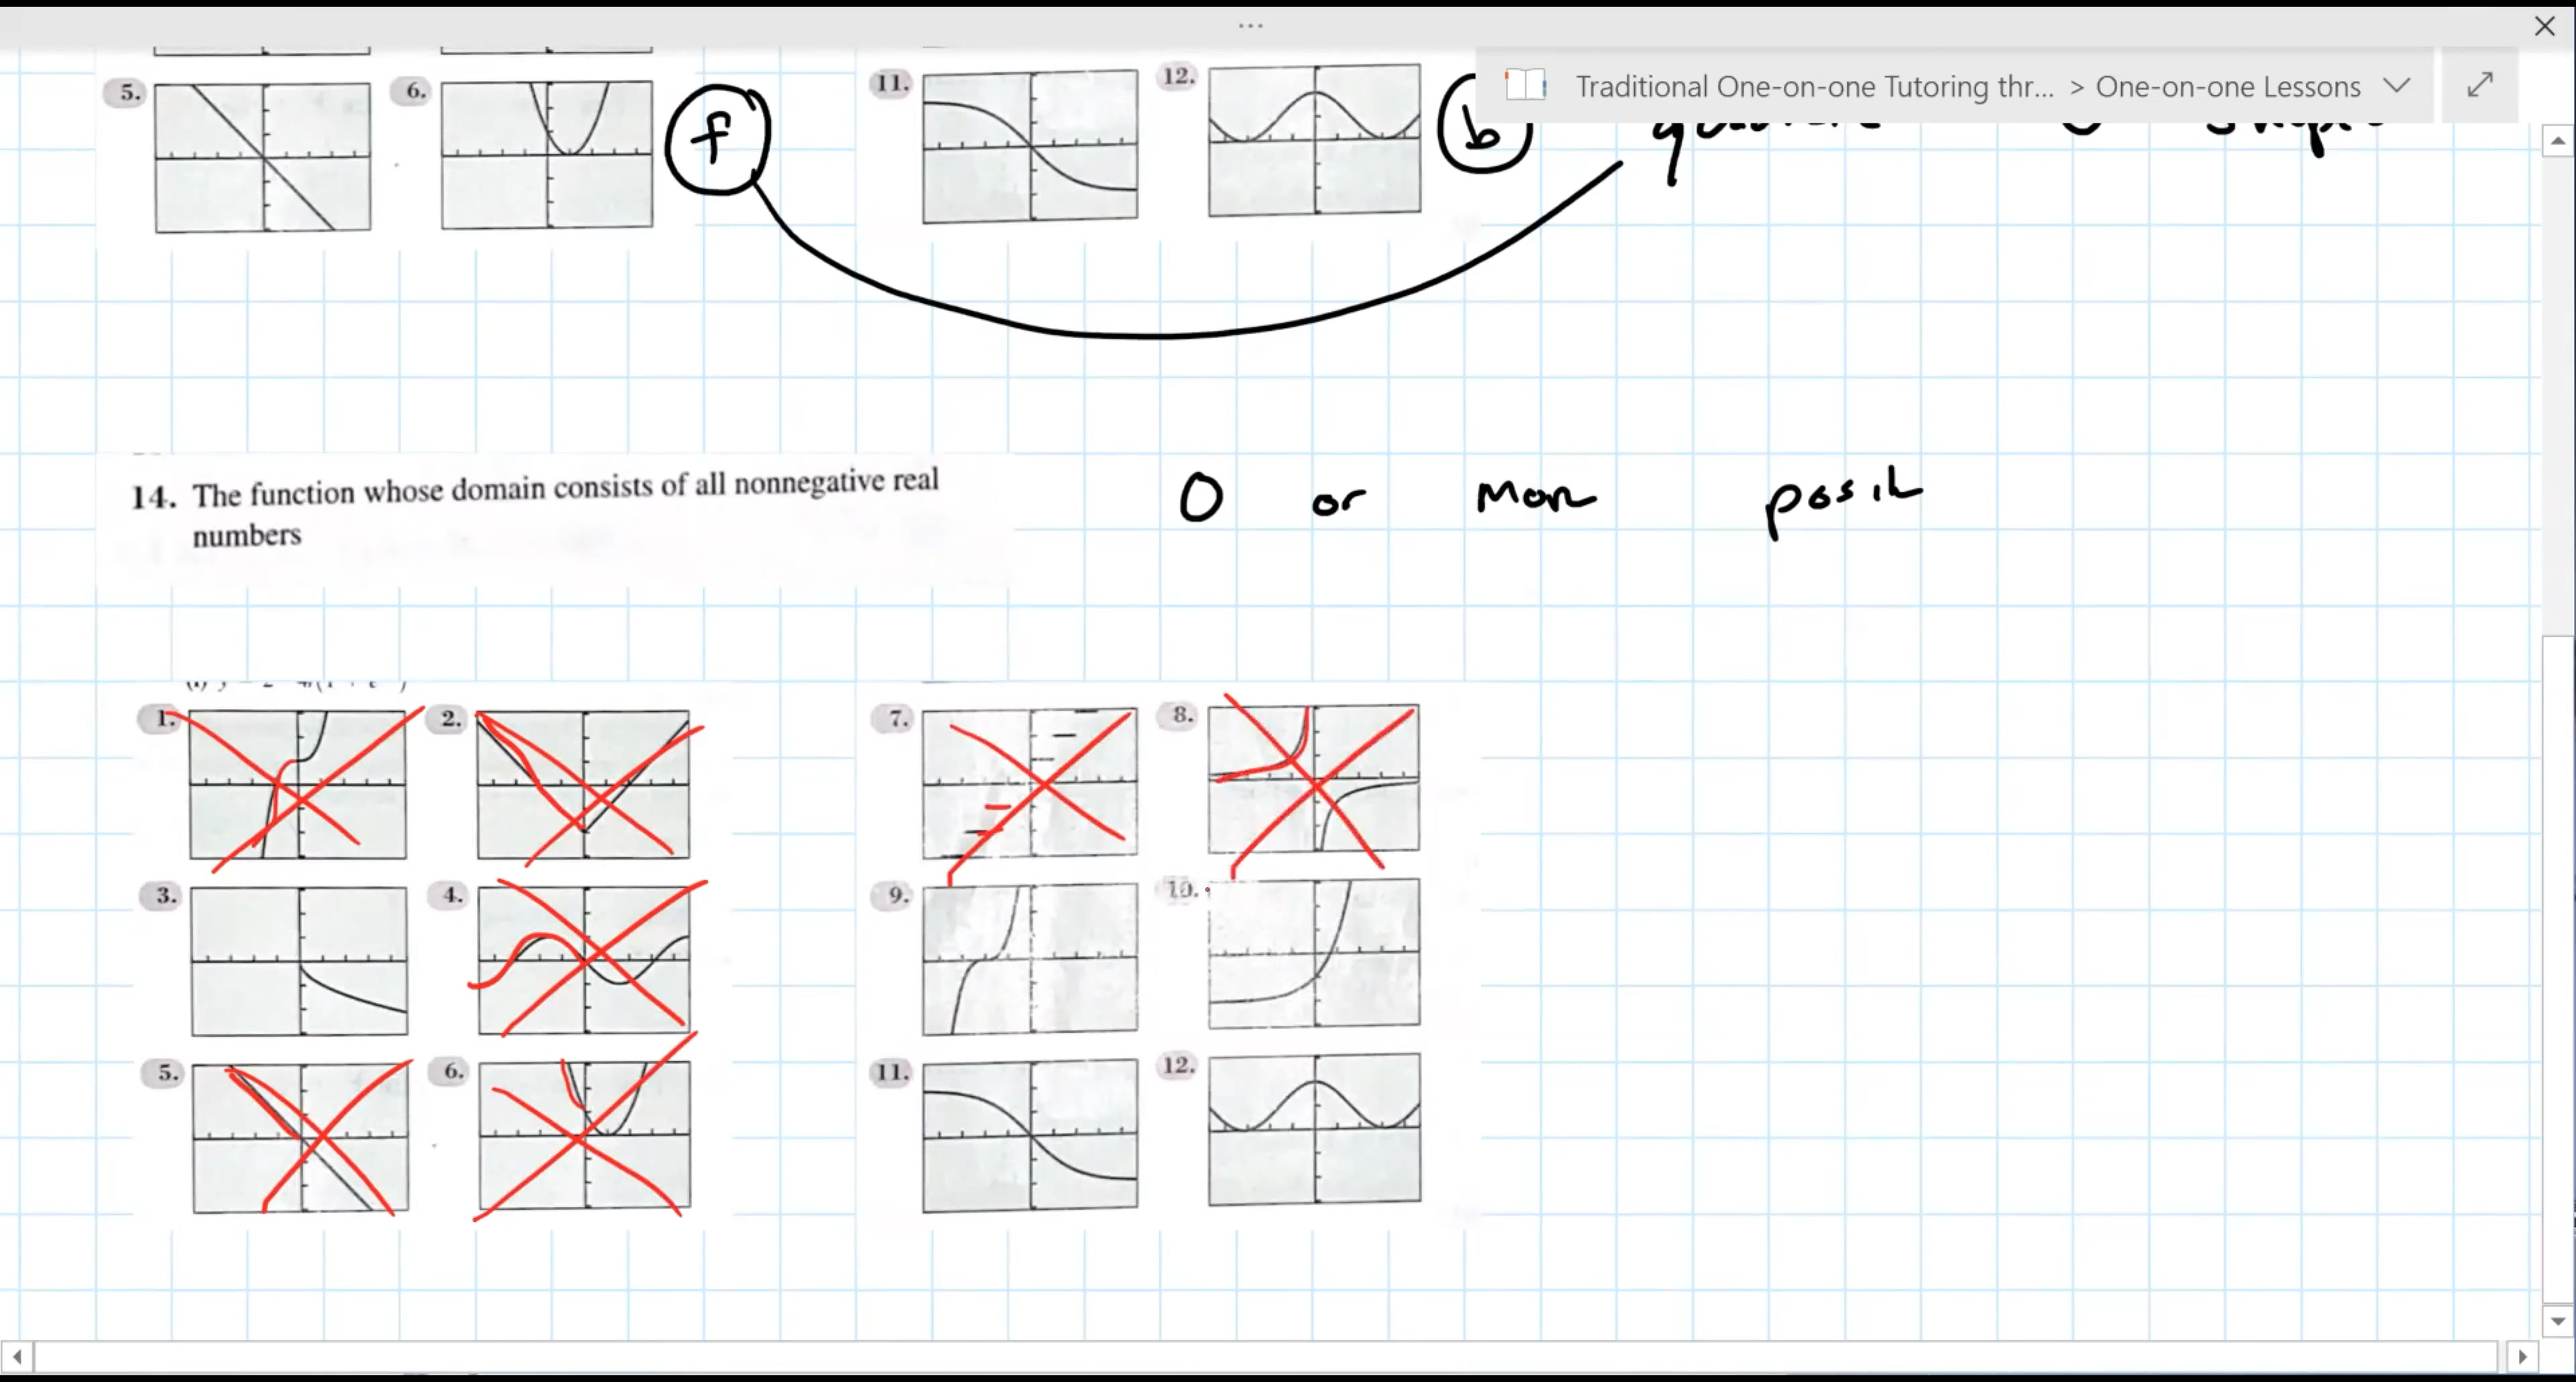 ...
Traditional One-on-one Tutoring thr... > One-on-one Lessons
5. 6. f 11. 12. b
14. The function whose domain consists of all nonnegative real
numbers
0 or mor posit
1. 2. 7. 8.
3. 4. 9. 10.
5. 6. 11. 12.